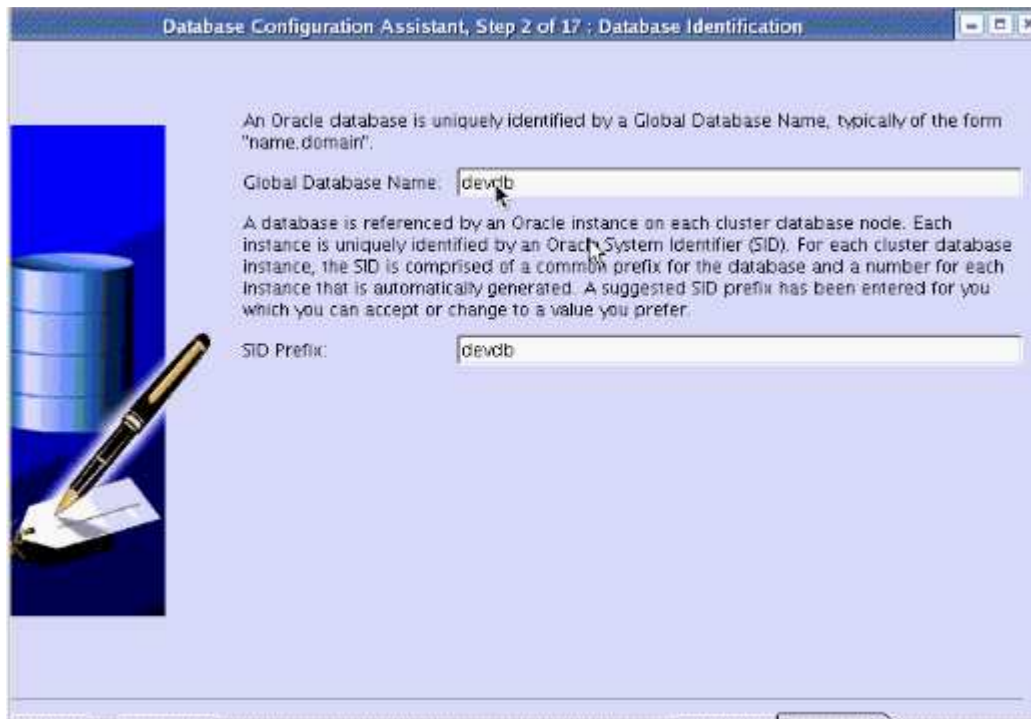 Database Configuration Assistant, Step 2 of 17 : Database Identification
An Oracle database is uniquely identified by a Global Database Name, typically of the form
"name.domain".
Global Database Name: devdb
A database is referenced by an Oracle instance on each cluster database node. Each
instance is uniquely identified by an Oracle System Identifier (SID). For each cluster database
instance, the SID is comprised of a common prefix for the database and a number for each
instance that is automatically generated. A suggested SID prefix has been entered for you
which you can accept or change to a value you prefer.
SID Prefix: devdb